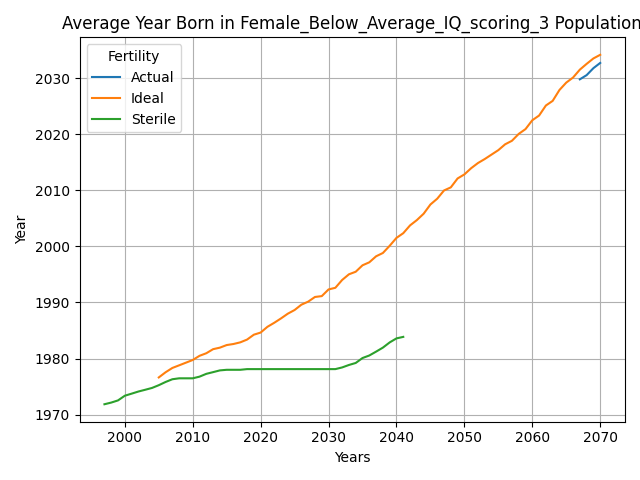 Average Year Born in Female_Below_Average_IQ_scoring_3 Population
Fertility
Actual
Ideal
Sterile
Year
2030
2020
2010
2000
1990
1980
1970
2000 2010 2020 2030 2040 2050 2060 2070
Years